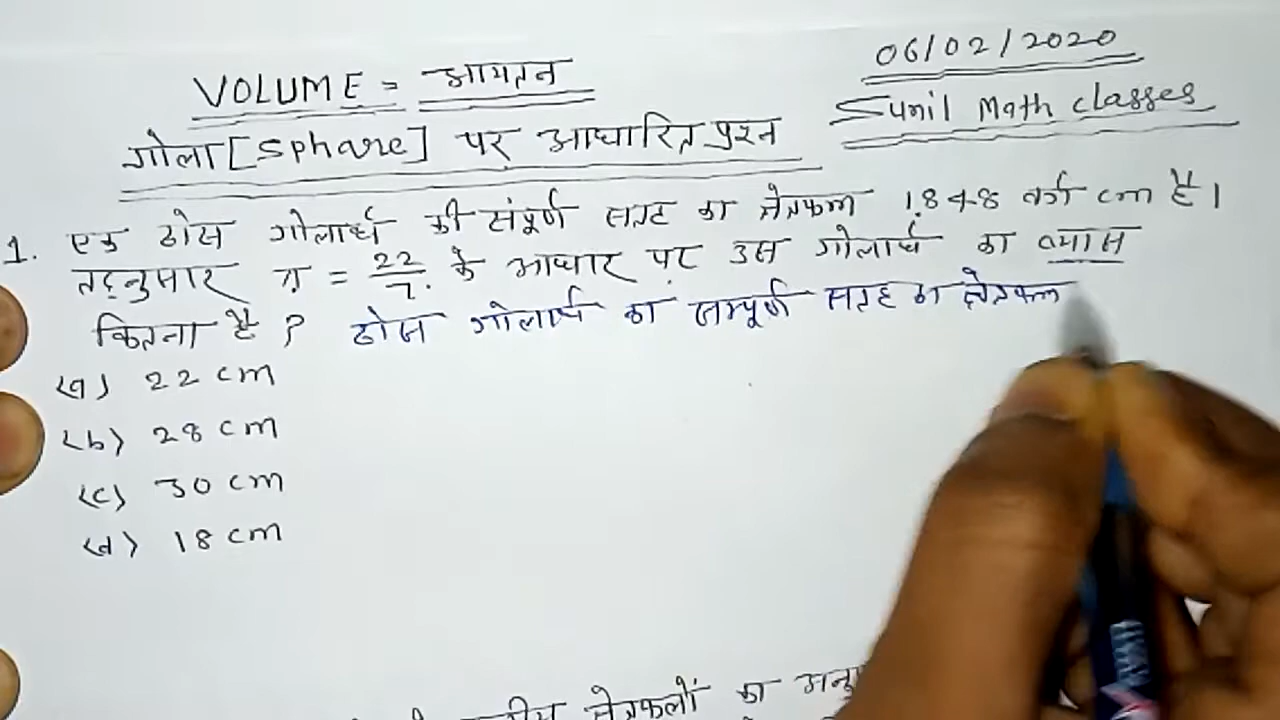 VOLUME = आयतन
06/02/2020
Sunil Math classes
गोला [Sphare] पर आधारित प्रश्न
1. एक ठोस गोलार्ध की संपूर्ण सतह का क्षेत्रफल 1848 वर्ग cm है।
तद्नुसार π = 22/7 के आधार पर उस गोलार्ध का व्यास
कितना है ? ठोस गोलार्ध का सम्पूर्ण सतह का क्षेत्रफल
(a) 22 cm
(b) 28 cm
(c) 30 cm
(d) 18 cm
क्षेत्रफलों का